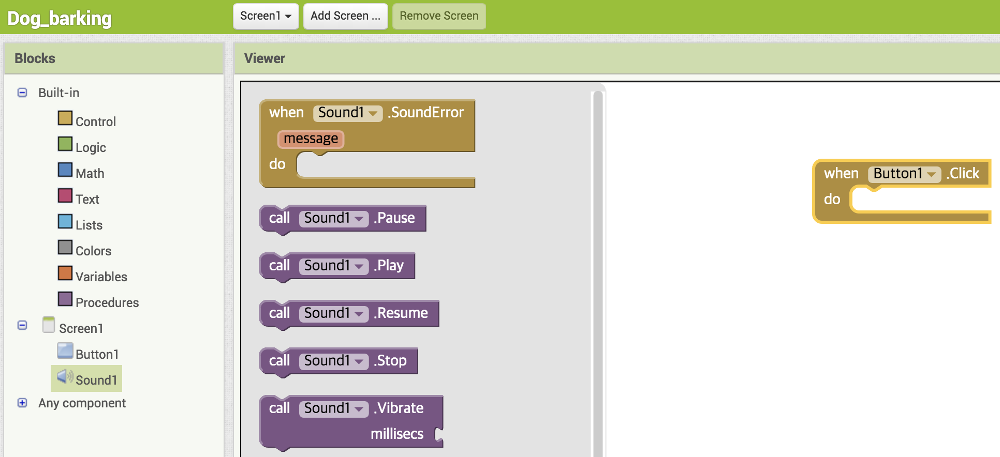 Dog_barking
Screen1
Add Screen ...
Remove Screen
Blocks
Built-in
Control
Logic
Math
Text
Lists
Colors
Variables
Procedures
Screen1
Button1
Sound1
Any component
Viewer
when Sound1 .SoundError
message
do
call Sound1 .Pause
call Sound1 .Play
call Sound1 .Resume
call Sound1 .Stop
call Sound1 .Vibrate
millisecs
when Button1 .Click
do